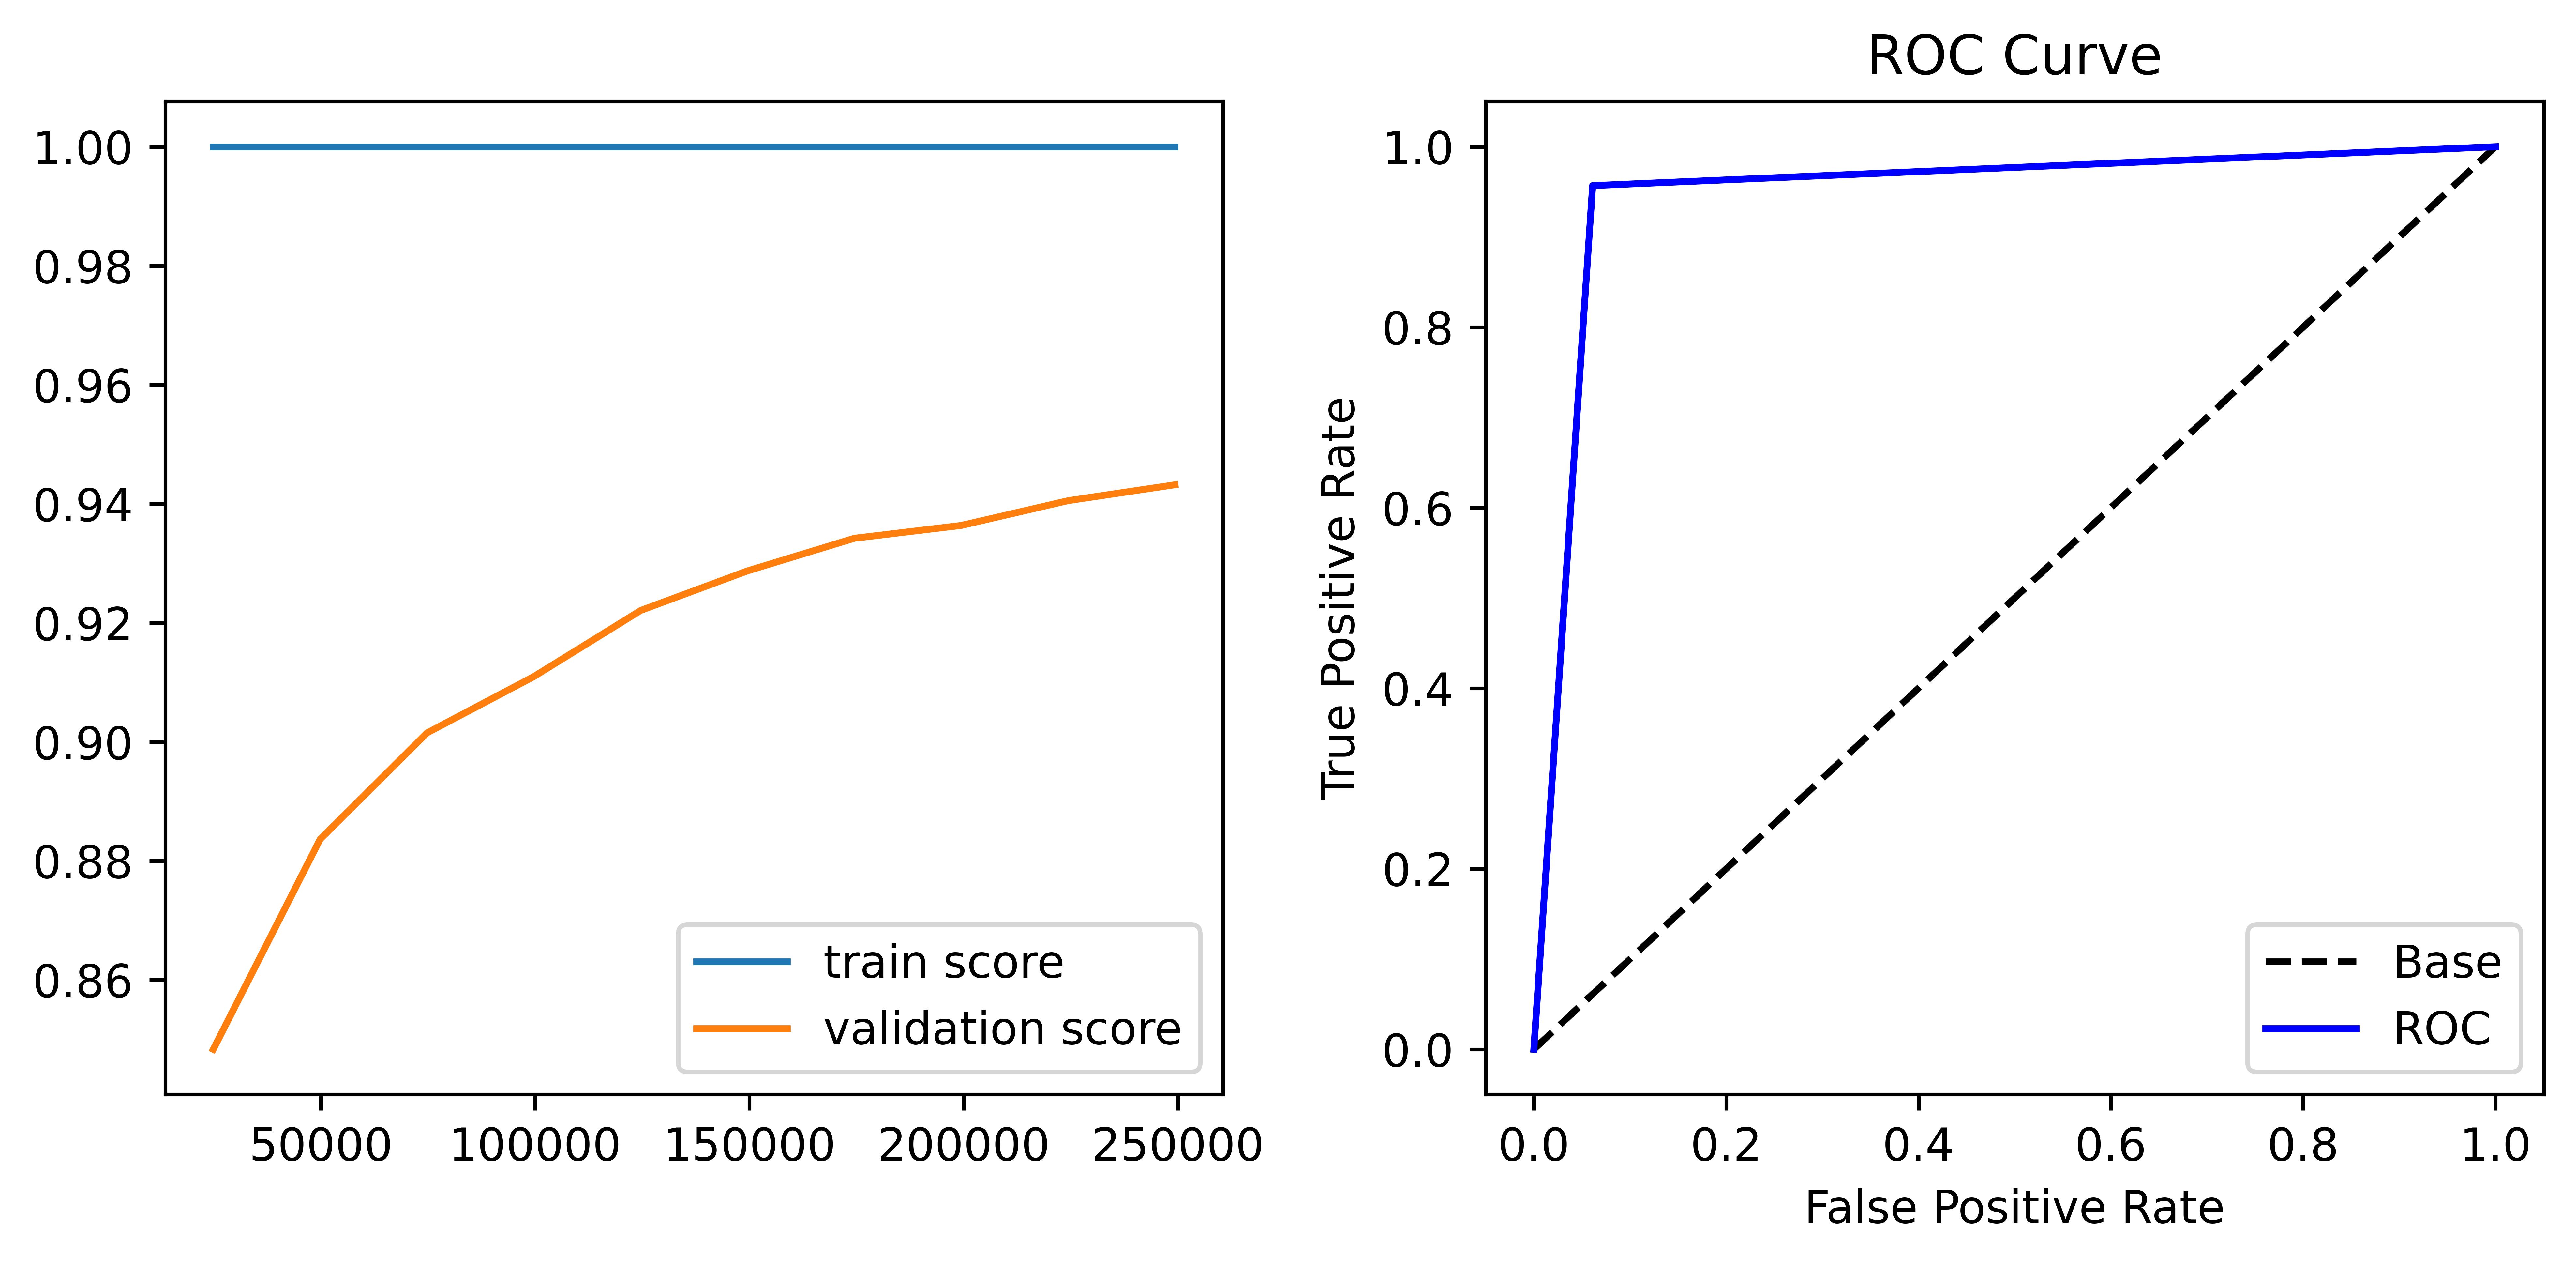 1.00
0.98
0.96
0.94
0.92
0.90
0.88
0.86
50000 100000 150000 200000 250000
train score
validation score
ROC Curve
True Positive Rate
1.0
0.8
0.6
0.4
0.2
0.0
0.0 0.2 0.4 0.6 0.8 1.0
False Positive Rate
Base
ROC